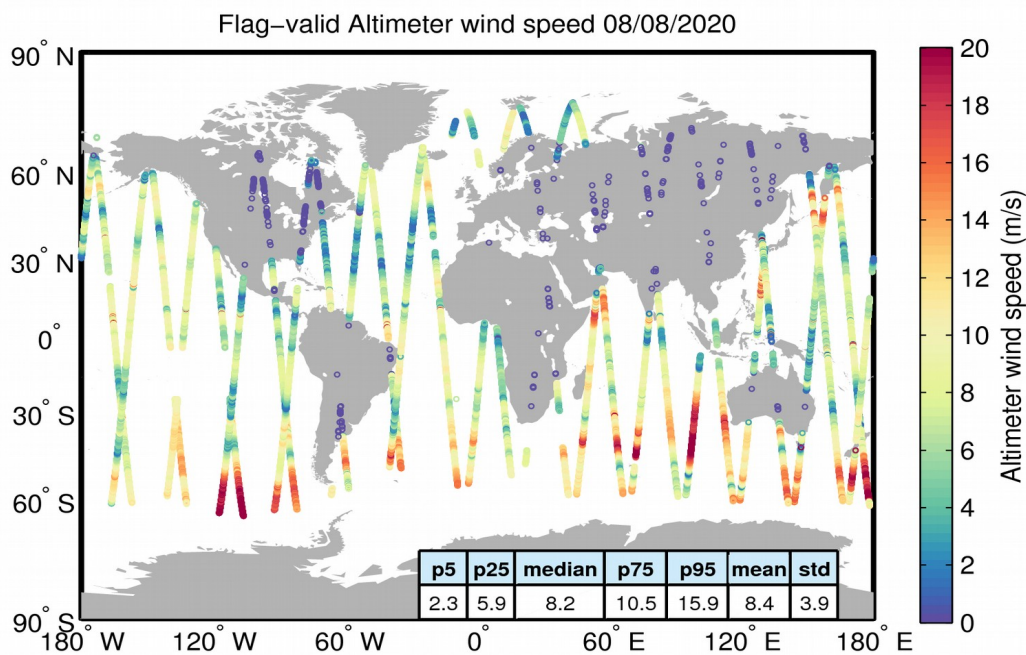 Flag-valid Altimeter wind speed 08/08/2020
90° N
60° N
30° N
0°
30° S
60° S
90° S
180° W
120° W
60° W
0°
60° E
120° E
180° E
p5 p25 median p75 p95 mean std
2.3 5.9 8.2 10.5 15.9 8.4 3.9
20
18
16
14
12
10
8
6
4
2
0
Altimeter wind speed (m/s)